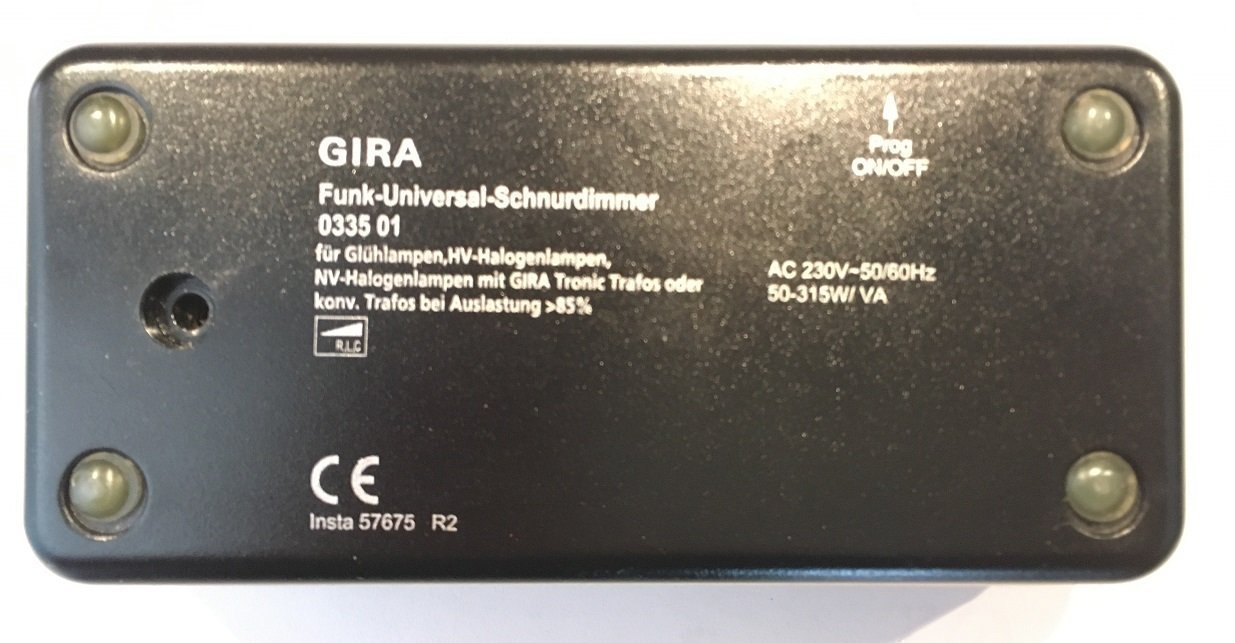 GIRA
Funk-Universal-Schnurdimmer
0335 01
für Glühlampen,HV-Halogenlampen,
NV-Halogenlampen mit GIRA Tronic Trafos oder
konv. Trafos bei Auslastung >85%
R,L,C
Prog
ON/OFF
AC 230V~50/60Hz
50-315W/ VA
CE
Insta 57675 R2